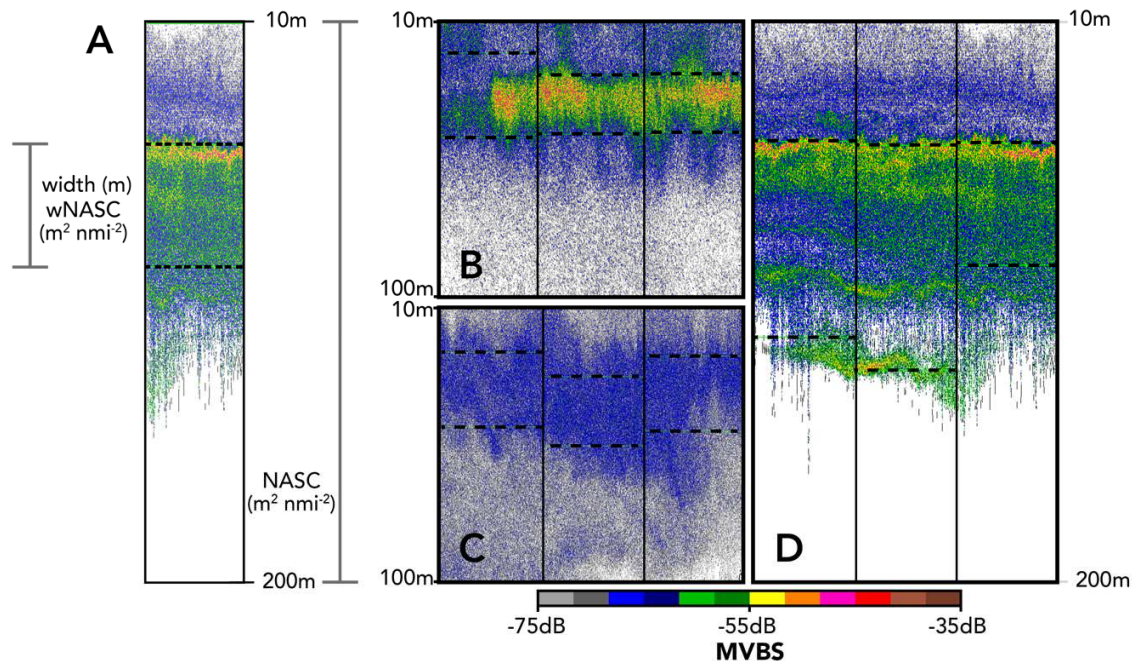 A
10m
width (m)
wNASC
(m² nmi⁻²)
NASC
(m² nmi⁻²)
200m
10m
B
100m
10m
C
100m
D
10m
200m
-75dB
-55dB
-35dB
MVBS